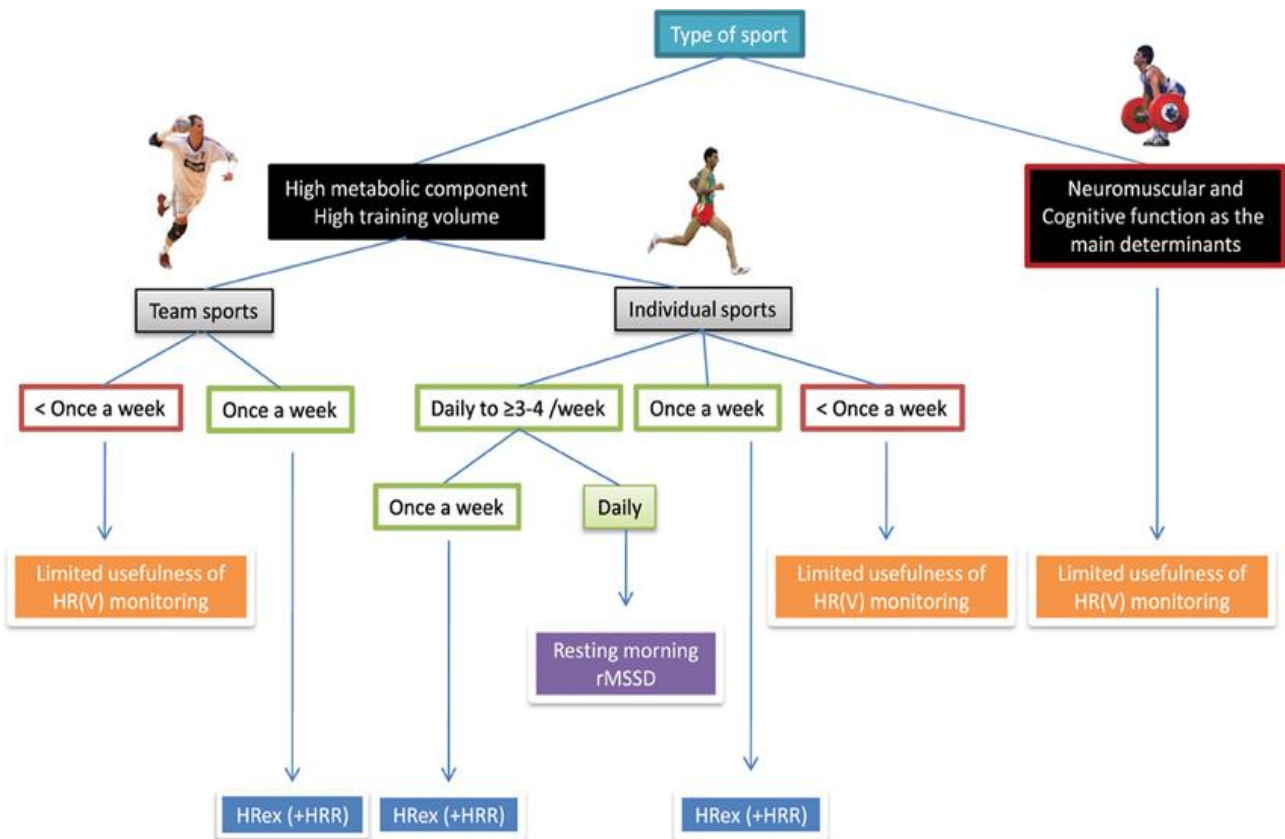 Type of sport
High metabolic component
High training volume
Neuromuscular and
Cognitive function as the
main determinants
Team sports
Individual sports
< Once a week
Once a week
Daily to ≥3-4 /week
Once a week
< Once a week
Once a week
Daily
Limited usefulness of
HR(V) monitoring
Limited usefulness of
HR(V) monitoring
Limited usefulness of
HR(V) monitoring
Resting morning
rMSSD
HRex (+HRR)
HRex (+HRR)
HRex (+HRR)